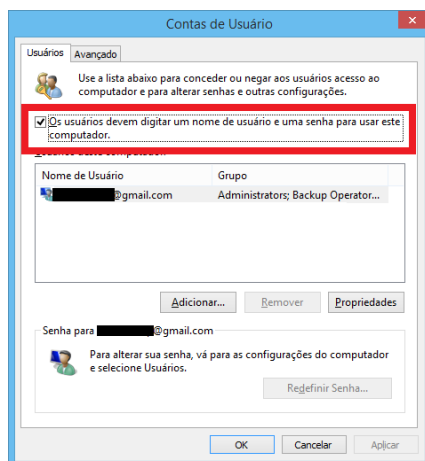 Contas de Usuário
Usuários
Avançado
Use a lista abaixo para conceder ou negar aos usuários acesso ao
computador e para alterar senhas e outras configurações.
Os usuários devem digitar um nome de usuário e uma senha para usar este
computador.
Nome de Usuário Grupo
@gmail.com Administrators; Backup Operator...
Adicionar... Remover Propriedades
Senha para @gmail.com
Para alterar sua senha, vá para as configurações do computador
e selecione Usuários.
Redefinir Senha...
OK Cancelar Aplicar